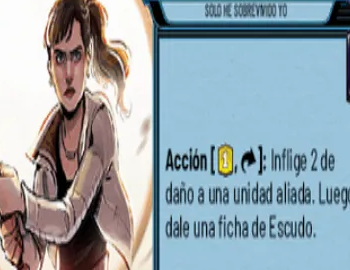 SOLO HE SOBREVIVIDO YO
Acción [1, ]: Inflige 2 de
daño a una unidad aliada. Luego
dale una ficha de Escudo.